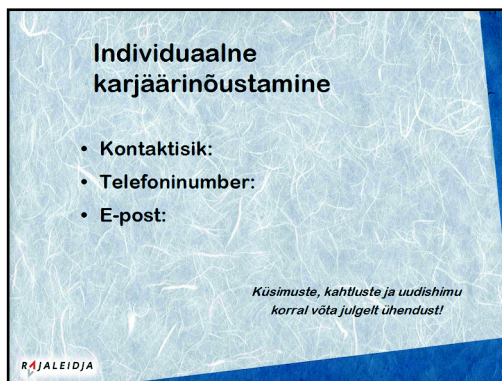 Individuaalne
karjäärinõustamine
• Kontaktisik:
• Telefoninumber:
• E-post:
Küsimuste, kahtluste ja uudishimu
korral võta julgelt ühendust!
RAJALEIDJA